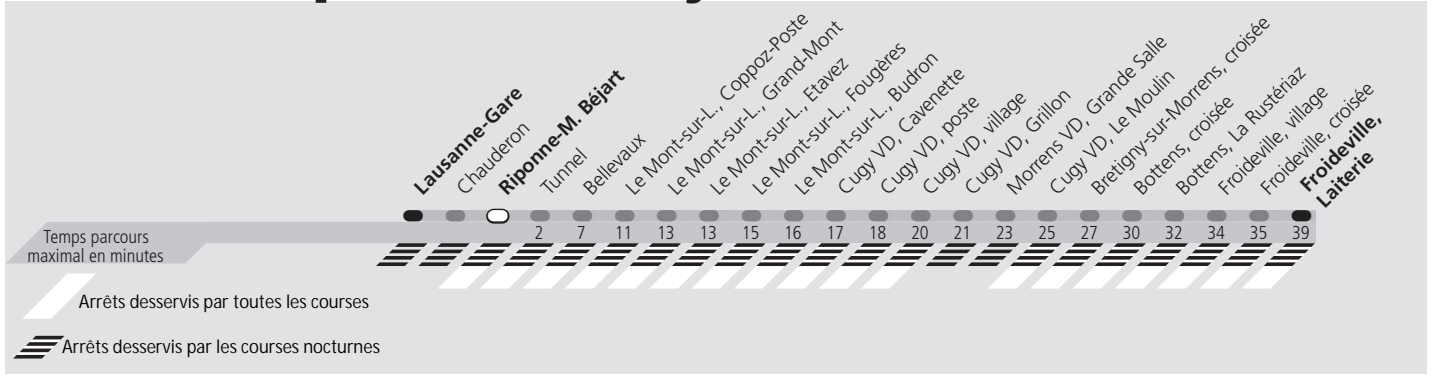 Lausanne-Gare
Chauderon
Riponne-M. Béjart
Tunnel
Bellevaux
Le Mont-sur-L., Coppoz-Poste
Le Mont-sur-L., Grand-Mont
Le Mont-sur-L., Etavez
Le Mont-sur-L., Fougères
Le Mont-sur-L., Budron
Cugy VD, Cavenette
Cugy VD, poste
Cugy VD, village
Cugy VD, Grillon
Morrens VD, Grande Salle
Cugy VD, Le Moulin
Bretigny-sur-Morrens, croisée
Bottens, croisée
Bottens, La Rustériaz
Froideville, village
Froideville, croisée
Froideville,
Laiterie
Temps parcours
maximal en minutes
2 7 11 13 13 15 16 17 18 20 21 23 25 27 30 32 34 35 39
Arrêts desservis par toutes les courses
Arrêts desservis par les courses nocturnes